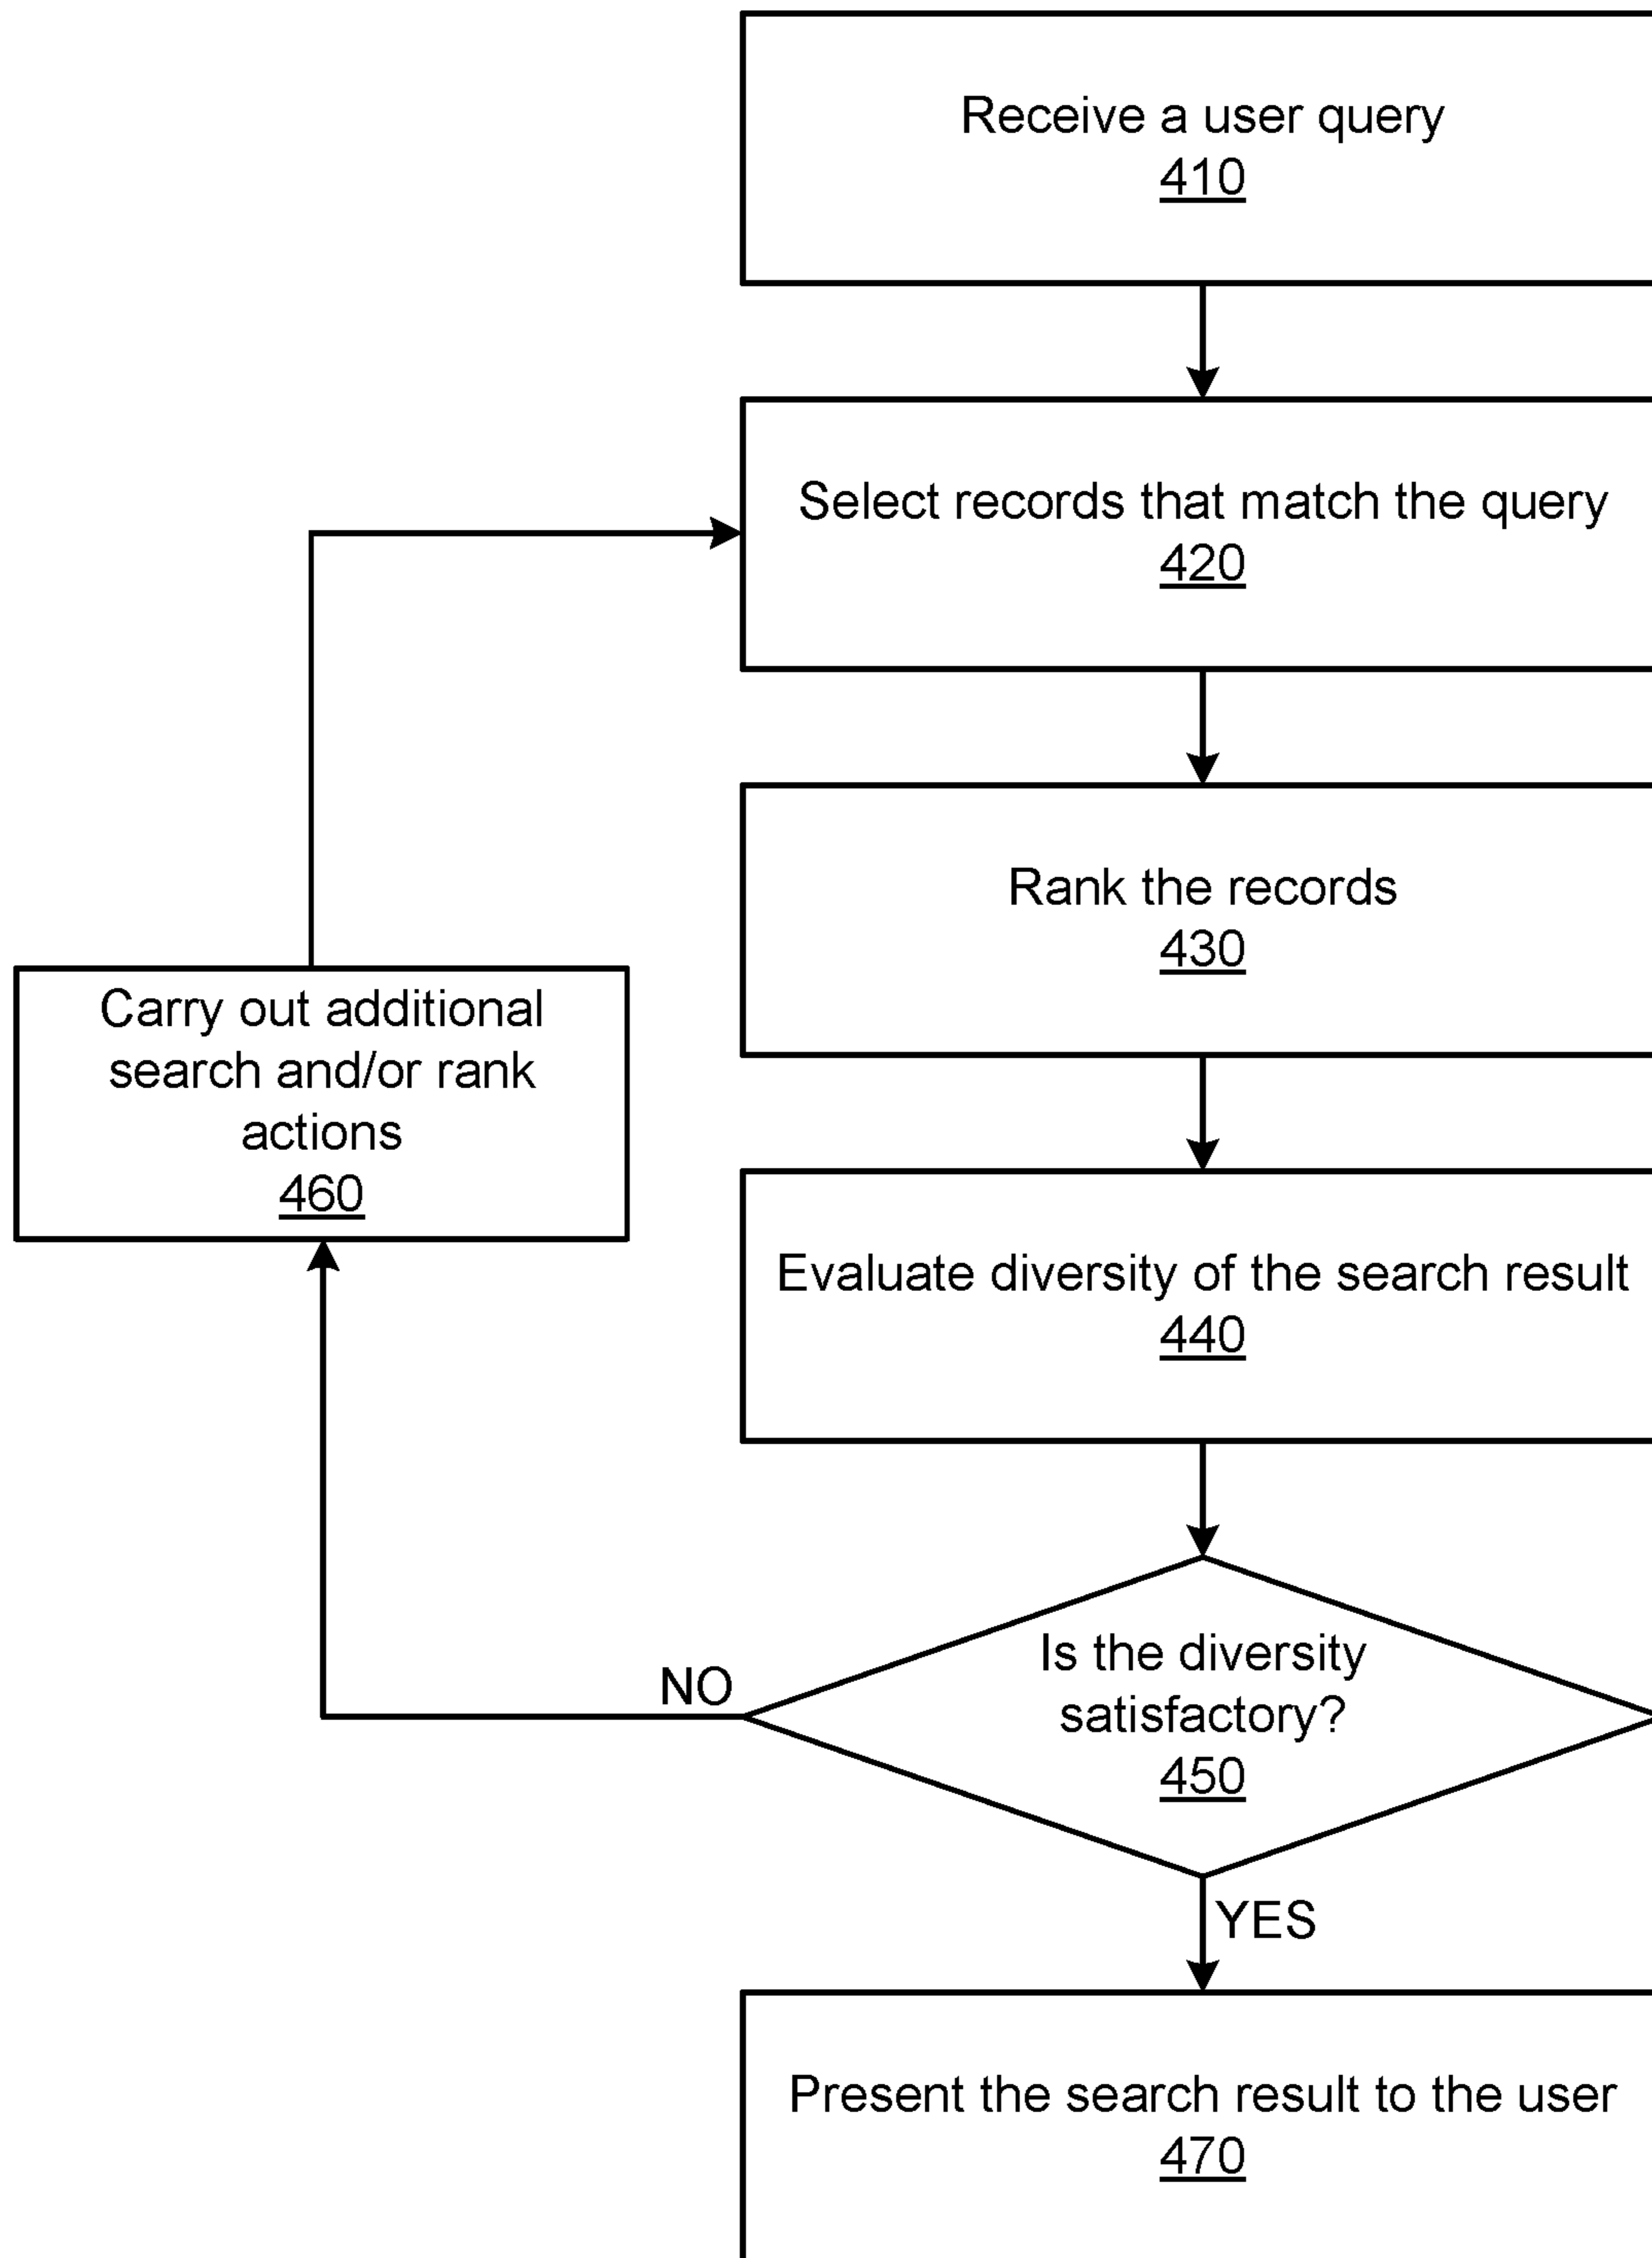 Receive a user query
410
Select records that match the query
420
Rank the records
430
Carry out additional
search and/or rank
actions
460
Evaluate diversity of the search result
440
Is the diversity
satisfactory?
450
NO
YES
Present the search result to the user
470